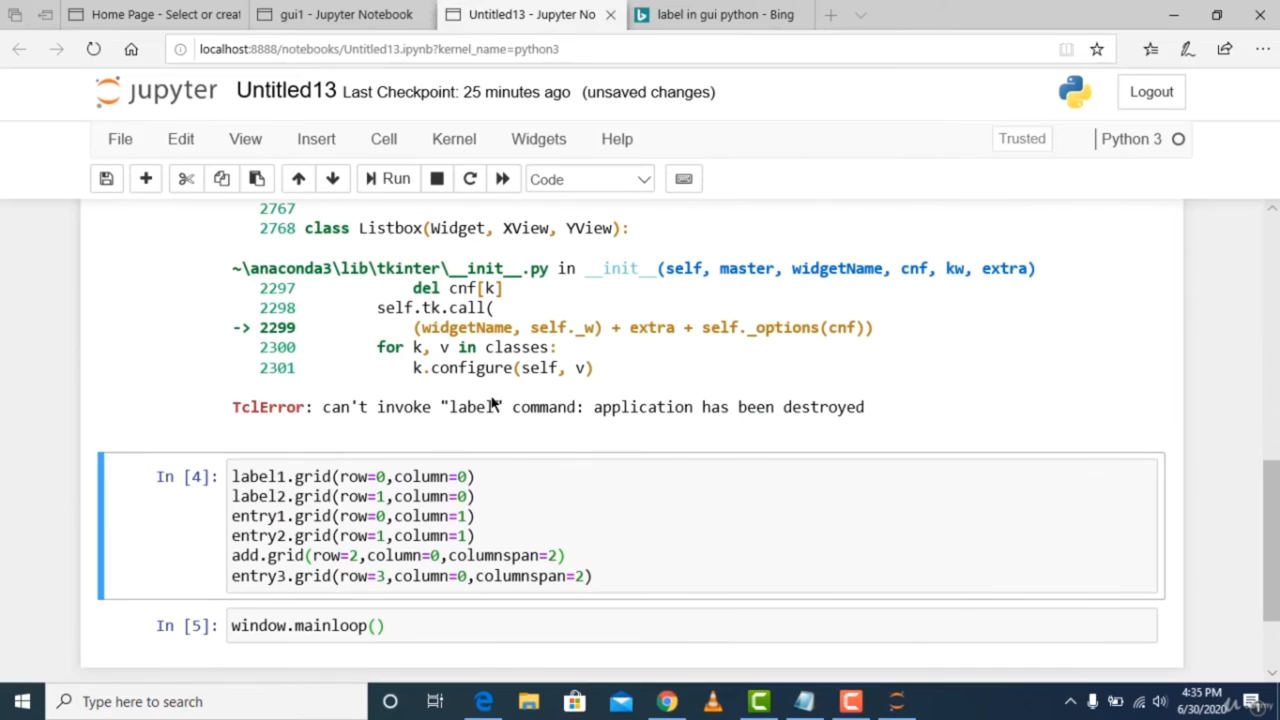 Home Page - Select or creat
gui1 - Jupyter Notebook
Untitled13 - Jupyter No
label in gui python - Bing
localhost:8888/notebooks/Untitled13.ipynb?kernel_name=python3
jupyter Untitled13 Last Checkpoint: 25 minutes ago (unsaved changes)
Logout
File Edit View Insert Cell Kernel Widgets Help
Trusted
Python 3
Run
Code
2767
2768 class Listbox(Widget, XView, YView):
~\anaconda3\lib\tkinter\__init__.py in __init__(self, master, widgetName, cnf, kw, extra)
2297 del cnf[k]
2298 self.tk.call(
-> 2299 (widgetName, self._w) + extra + self._options(cnf))
2300 for k, v in classes:
2301 k.configure(self, v)
TclError: can't invoke "label" command: application has been destroyed
In [4]: label1.grid(row=0,column=0)
label2.grid(row=1,column=0)
entry1.grid(row=0,column=1)
entry2.grid(row=1,column=1)
add.grid(row=2,column=0,columnspan=2)
entry3.grid(row=3,column=0,columnspan=2)
In [5]: window.mainloop()
Type here to search
4:35 PM
6/30/2020